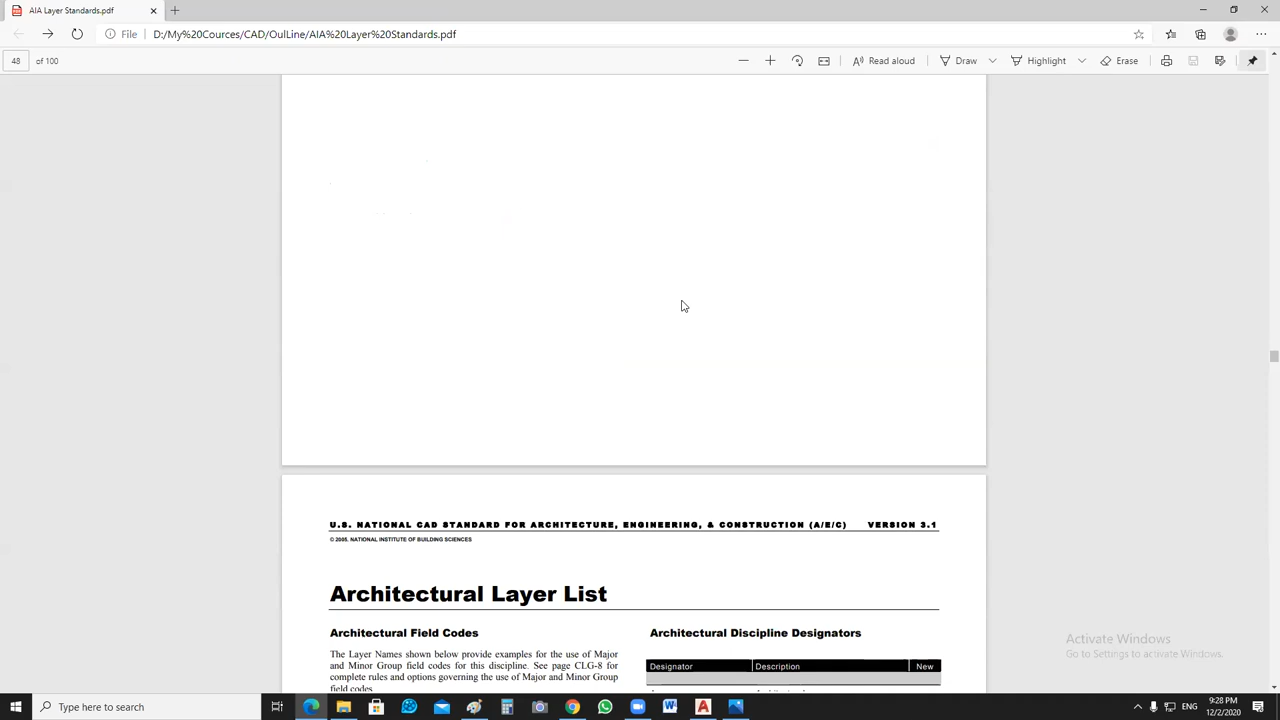 AIA Layer Standards.pdf
File
D:/My%20Cources/CAD/OulLine/AIA%20Layer%20Standards.pdf
48
of 100
Read aloud
Draw
Highlight
Erase
U.S. NATIONAL CAD STANDARD FOR ARCHITECTURE, ENGINEERING, & CONSTRUCTION (A/E/C) VERSION 3.1
© 2005, NATIONAL INSTITUTE OF BUILDING SCIENCES
Architectural Layer List
Architectural Field Codes
The Layer Names shown below provide examples for the use of Major
and Minor Group field codes for this discipline. See page CLG-8 for
complete rules and options governing the use of Major and Minor Group
field codes
Architectural Discipline Designators
Designator Description New
Activate Windows
Go to Settings to activate Windows.
Type here to search
ENG
9:28 PM
12/2/2020